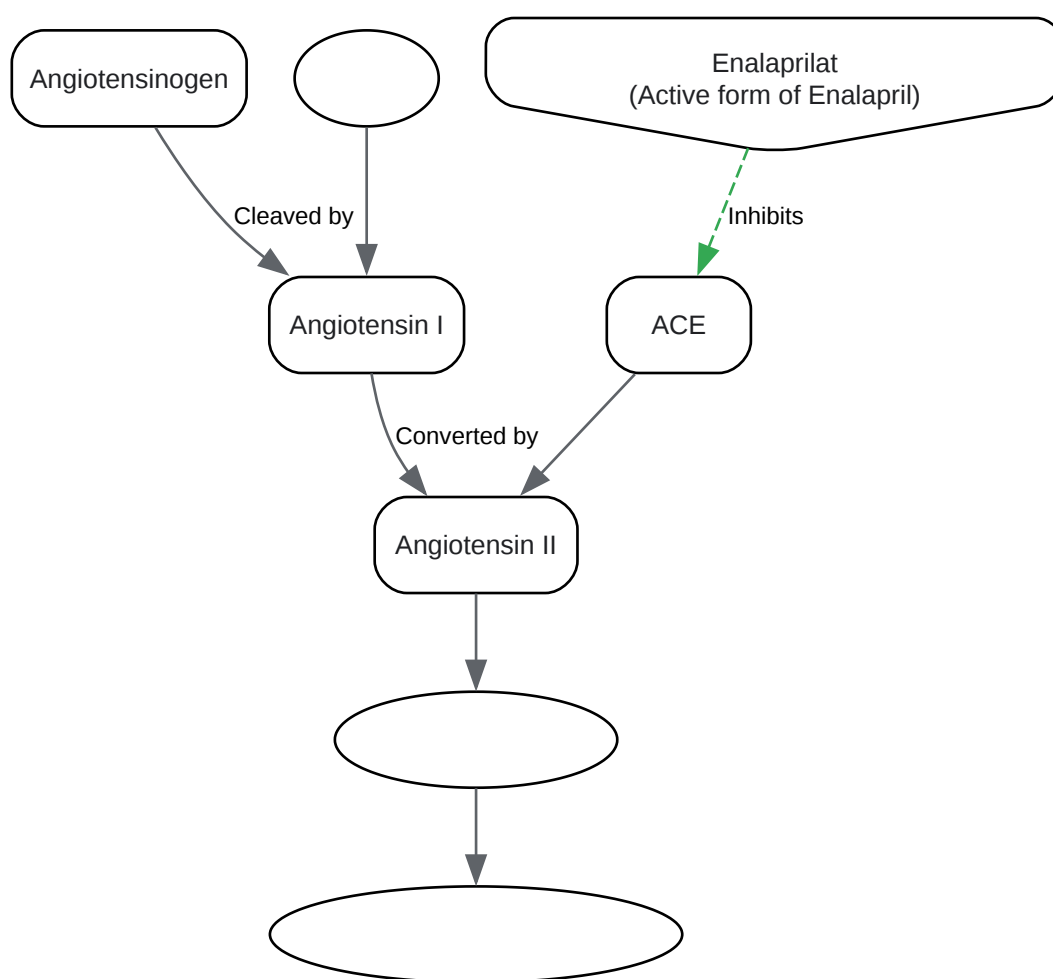 Angiotensinogen
Enalaprilat
(Active form of Enalapril)
Cleaved by
Inhibits
Angiotensin I
ACE
Converted by
Angiotensin II